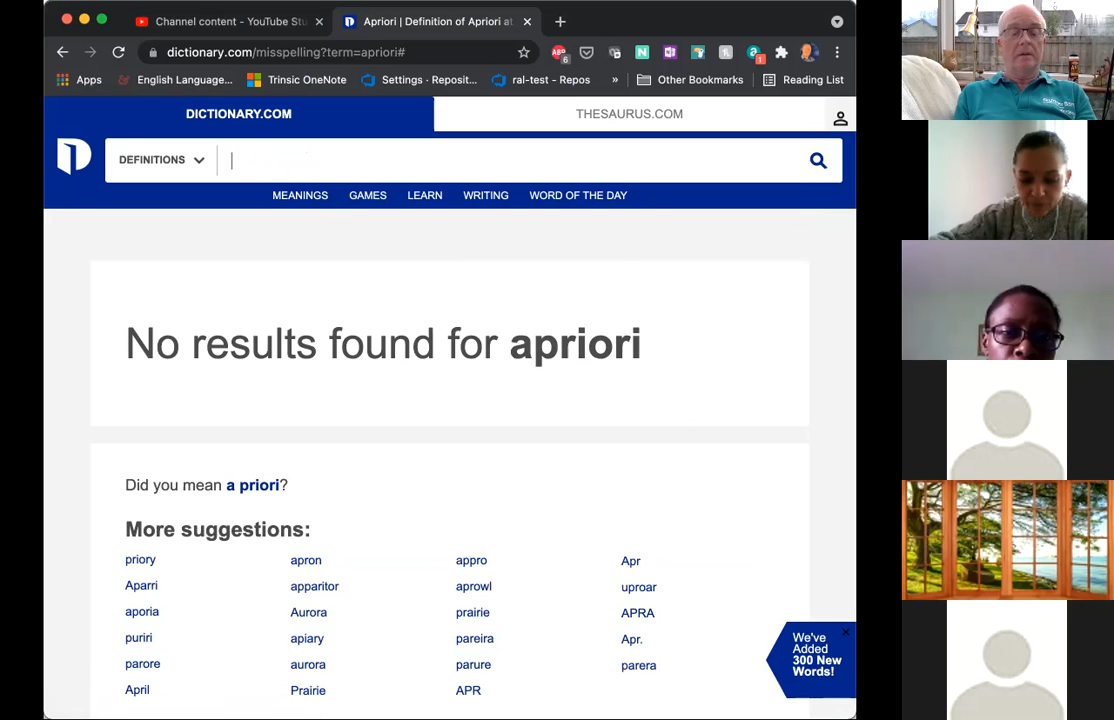 Channel content - YouTube Stu
Apriori | Definition of Apriori at
dictionary.com/misspelling?term=apriori#
ABP
6
N
1
Apps
English Language...
Trinsic OneNote
Settings · Reposit...
ral-test - Repos
»
Other Bookmarks
Reading List
DICTIONARY.COM
THESAURUS.COM
DEFINITIONS
MEANINGS
GAMES
LEARN
WRITING
WORD OF THE DAY
No results found for apriori
Did you mean a priori?
More suggestions:
priory
apron
appro
Apr
Aparri
apparitor
aprowl
uproar
aporia
Aurora
prairie
APRA
puriri
apiary
pareira
Apr.
parore
aurora
parure
parera
April
Prairie
APR
We've
Added
300 New
Words!